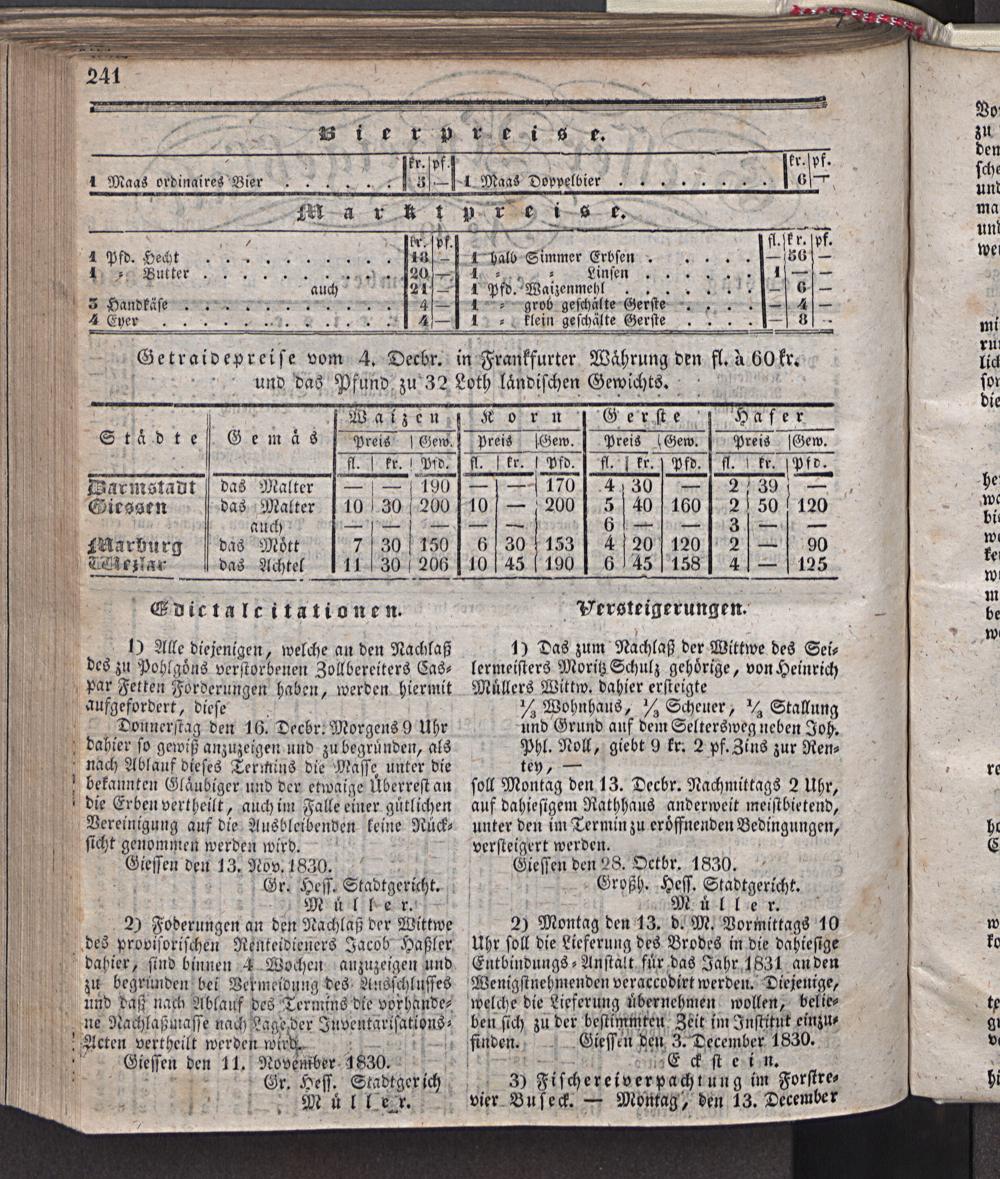 241
Bierpreise.
kr. pf. kr. pf.
1 Maas ordinaires Bier . . . . . . 3 — 1 Maas Doppelbier . . . . . . . 6 —
Marktpreise.
kr. pf. fl. kr. pf.
1 Pfd. Hecht . . . . . . . . . 18 — 1 halb Simmer Erbsen . . . . . — 56 —
1 „ Butter . . . . . . . . . 20 — 1 „ „ Linsen . . . . . 1 — —
auch 21 — 1 Pfd. Waizenmehl . . . . . . — 6 —
3 Handkäse . . . . . . . . . 4 — 1 „ grob geschälte Gerste . . . . — 4 —
4 Eyer . . . . . . . . . . 4 — 1 „ klein geschälte Gerste . . . . — 8 —
Getraidepreise vom 4. Decbr. in Frankfurter Währung den fl. à 60 kr.
und das Pfund zu 32 Loth ländischen Gewichts.
Städte Gemäs Waizen Korn Gerste Hafer
Preis Gew. Preis Gew. Preis Gew. Preis Gew.
fl. kr. Pfd. fl. kr. Pfd. fl. kr. Pfd. fl. kr. Pfd.
Darmstadt das Malter — — 190 — — 170 4 30 — 2 39 —
Giessen das Malter 10 30 200 10 — 200 5 40 160 2 50 120
auch — — — — — — 6 — — 3 — —
Marburg das Mött 7 30 150 6 30 153 4 20 120 2 — 90
Wezlar das Achtel 11 30 206 10 45 190 6 45 158 4 — 125
Edictalcitationen.
1) Alle diejenigen, welche an den Nachlaß
des zu Pohlgöns verstorbenen Zollbereiters Cas-
par Fetten Forderungen haben, werden hiermit
aufgefordert, diese
Donnerstag den 16. Decbr. Morgens 9 Uhr
dahier so gewiß anzuzeigen und zu begründen, als
nach Ablauf dieses Termins die Masse unter die
bekannten Gläubiger und der etwaige Überrest an
die Erben vertheilt, auch im Falle einer gütlichen
Vereinigung auf die Ausbleibenden keine Rück-
sicht genommen werden wird.
Giessen den 13. Nov. 1830.
Gr. Hess. Stadtgericht.
Müller.
2) Foderungen an den Nachlaß der Wittwe
des provisorischen Renteidieners Jacob Haßler
dahier, sind binnen 4 Wochen anzuzeigen und
zu begründen bei Vermeidung des Ausschlusses
und daß nach Ablauf des Termins die vorhande-
ne Nachlaßmasse nach Lage der Inventarisations-
Acten vertheilt werden wird.
Giessen den 11. November 1830.
Gr. Hess. Stadtgerich
Müller.
Versteigerungen.
1) Das zum Nachlaß der Wittwe des Sei-
lermeisters Moritz Schulz gehörige, von Heinrich
Müllers Wittw. dahier ersteigte
⅓ Wohnhaus, ⅓ Scheuer, ⅓ Stallung
und Grund auf dem Seltersweg neben Joh.
Phl. Noll, giebt 9 kr. 2 pf. Zins zur Ren-
tey, —
soll Montag den 13. Decbr. Nachmittags 2 Uhr,
auf dahiesigem Rathhaus anderweit meistbietend,
unter den im Termin zu eröffnenden Bedingungen,
versteigert werden.
Giessen den 28. Octbr. 1830.
Großh. Hess. Stadtgericht.
Müller.
2) Montag den 13. d. M. Vormittags 10
Uhr soll die Lieferung des Brodes in die dahiesige
Entbindungs-Anstalt für das Jahr 1831 an den
Wenigstnehmenden veraccodirt werden. Diejenige,
welche die Lieferung übernehmen wollen, belie-
ben sich zu der bestimmten Zeit im Institut einzu-
finden. Giessen den 3. December 1830.
Eckstein.
3) Fischereiverpachtung im Forstre-
vier Buseck. — Montag, den 13. December